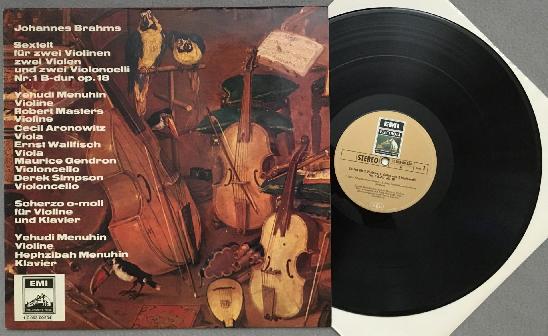 Johannes Brahms
Sextett
für zwei Violinen
zwei Violen
und zwei Violoncelli
Nr.1 B-dur op.18
Yehudi Menuhin
Violine
Robert Masters
Violine
Cecil Aronowitz
Viola
Ernst Wallfisch
Viola
Maurice Gendron
Violoncello
Derek Simpson
Violoncello
Scherzo c-moll
für Violine
und Klavier
Yehudi Menuhin
Violine
Hephzibah Menuhin
Klavier
EMI
EMI
STEREO